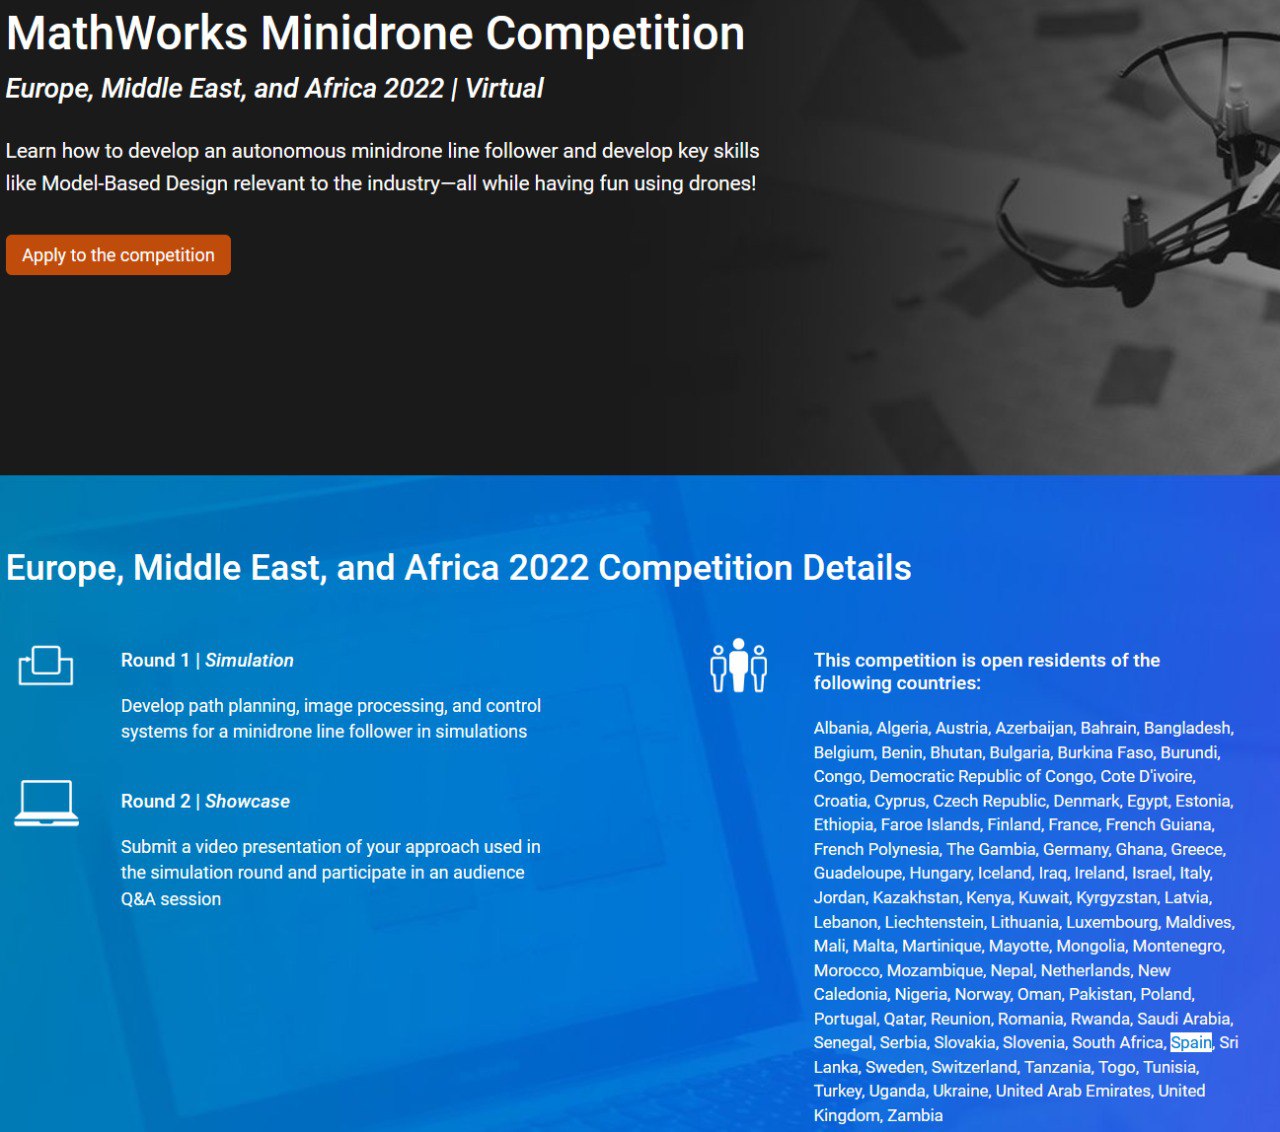 MathWorks Minidrone Competition
Europe, Middle East, and Africa 2022 | Virtual
Learn how to develop an autonomous minidrone line follower and develop key skills
like Model-Based Design relevant to the industry—all while having fun using drones!
Apply to the competition
Europe, Middle East, and Africa 2022 Competition Details
Round 1 | Simulation
Develop path planning, image processing, and control
systems for a minidrone line follower in simulations
Round 2 | Showcase
Submit a video presentation of your approach used in
the simulation round and participate in an audience
Q&A session
This competition is open residents of the
following countries:
Albania, Algeria, Austria, Azerbaijan, Bahrain, Bangladesh,
Belgium, Benin, Bhutan, Bulgaria, Burkina Faso, Burundi,
Congo, Democratic Republic of Congo, Cote D'ivoire,
Croatia, Cyprus, Czech Republic, Denmark, Egypt, Estonia,
Ethiopia, Faroe Islands, Finland, France, French Guiana,
French Polynesia, The Gambia, Germany, Ghana, Greece,
Guadeloupe, Hungary, Iceland, Iraq, Ireland, Israel, Italy,
Jordan, Kazakhstan, Kenya, Kuwait, Kyrgyzstan, Latvia,
Lebanon, Liechtenstein, Lithuania, Luxembourg, Maldives,
Mali, Malta, Martinique, Mayotte, Mongolia, Montenegro,
Morocco, Mozambique, Nepal, Netherlands, New
Caledonia, Nigeria, Norway, Oman, Pakistan, Poland,
Portugal, Qatar, Reunion, Romania, Rwanda, Saudi Arabia,
Senegal, Serbia, Slovakia, Slovenia, South Africa, Spain, Sri
Lanka, Sweden, Switzerland, Tanzania, Togo, Tunisia,
Turkey, Uganda, Ukraine, United Arab Emirates, United
Kingdom, Zambia